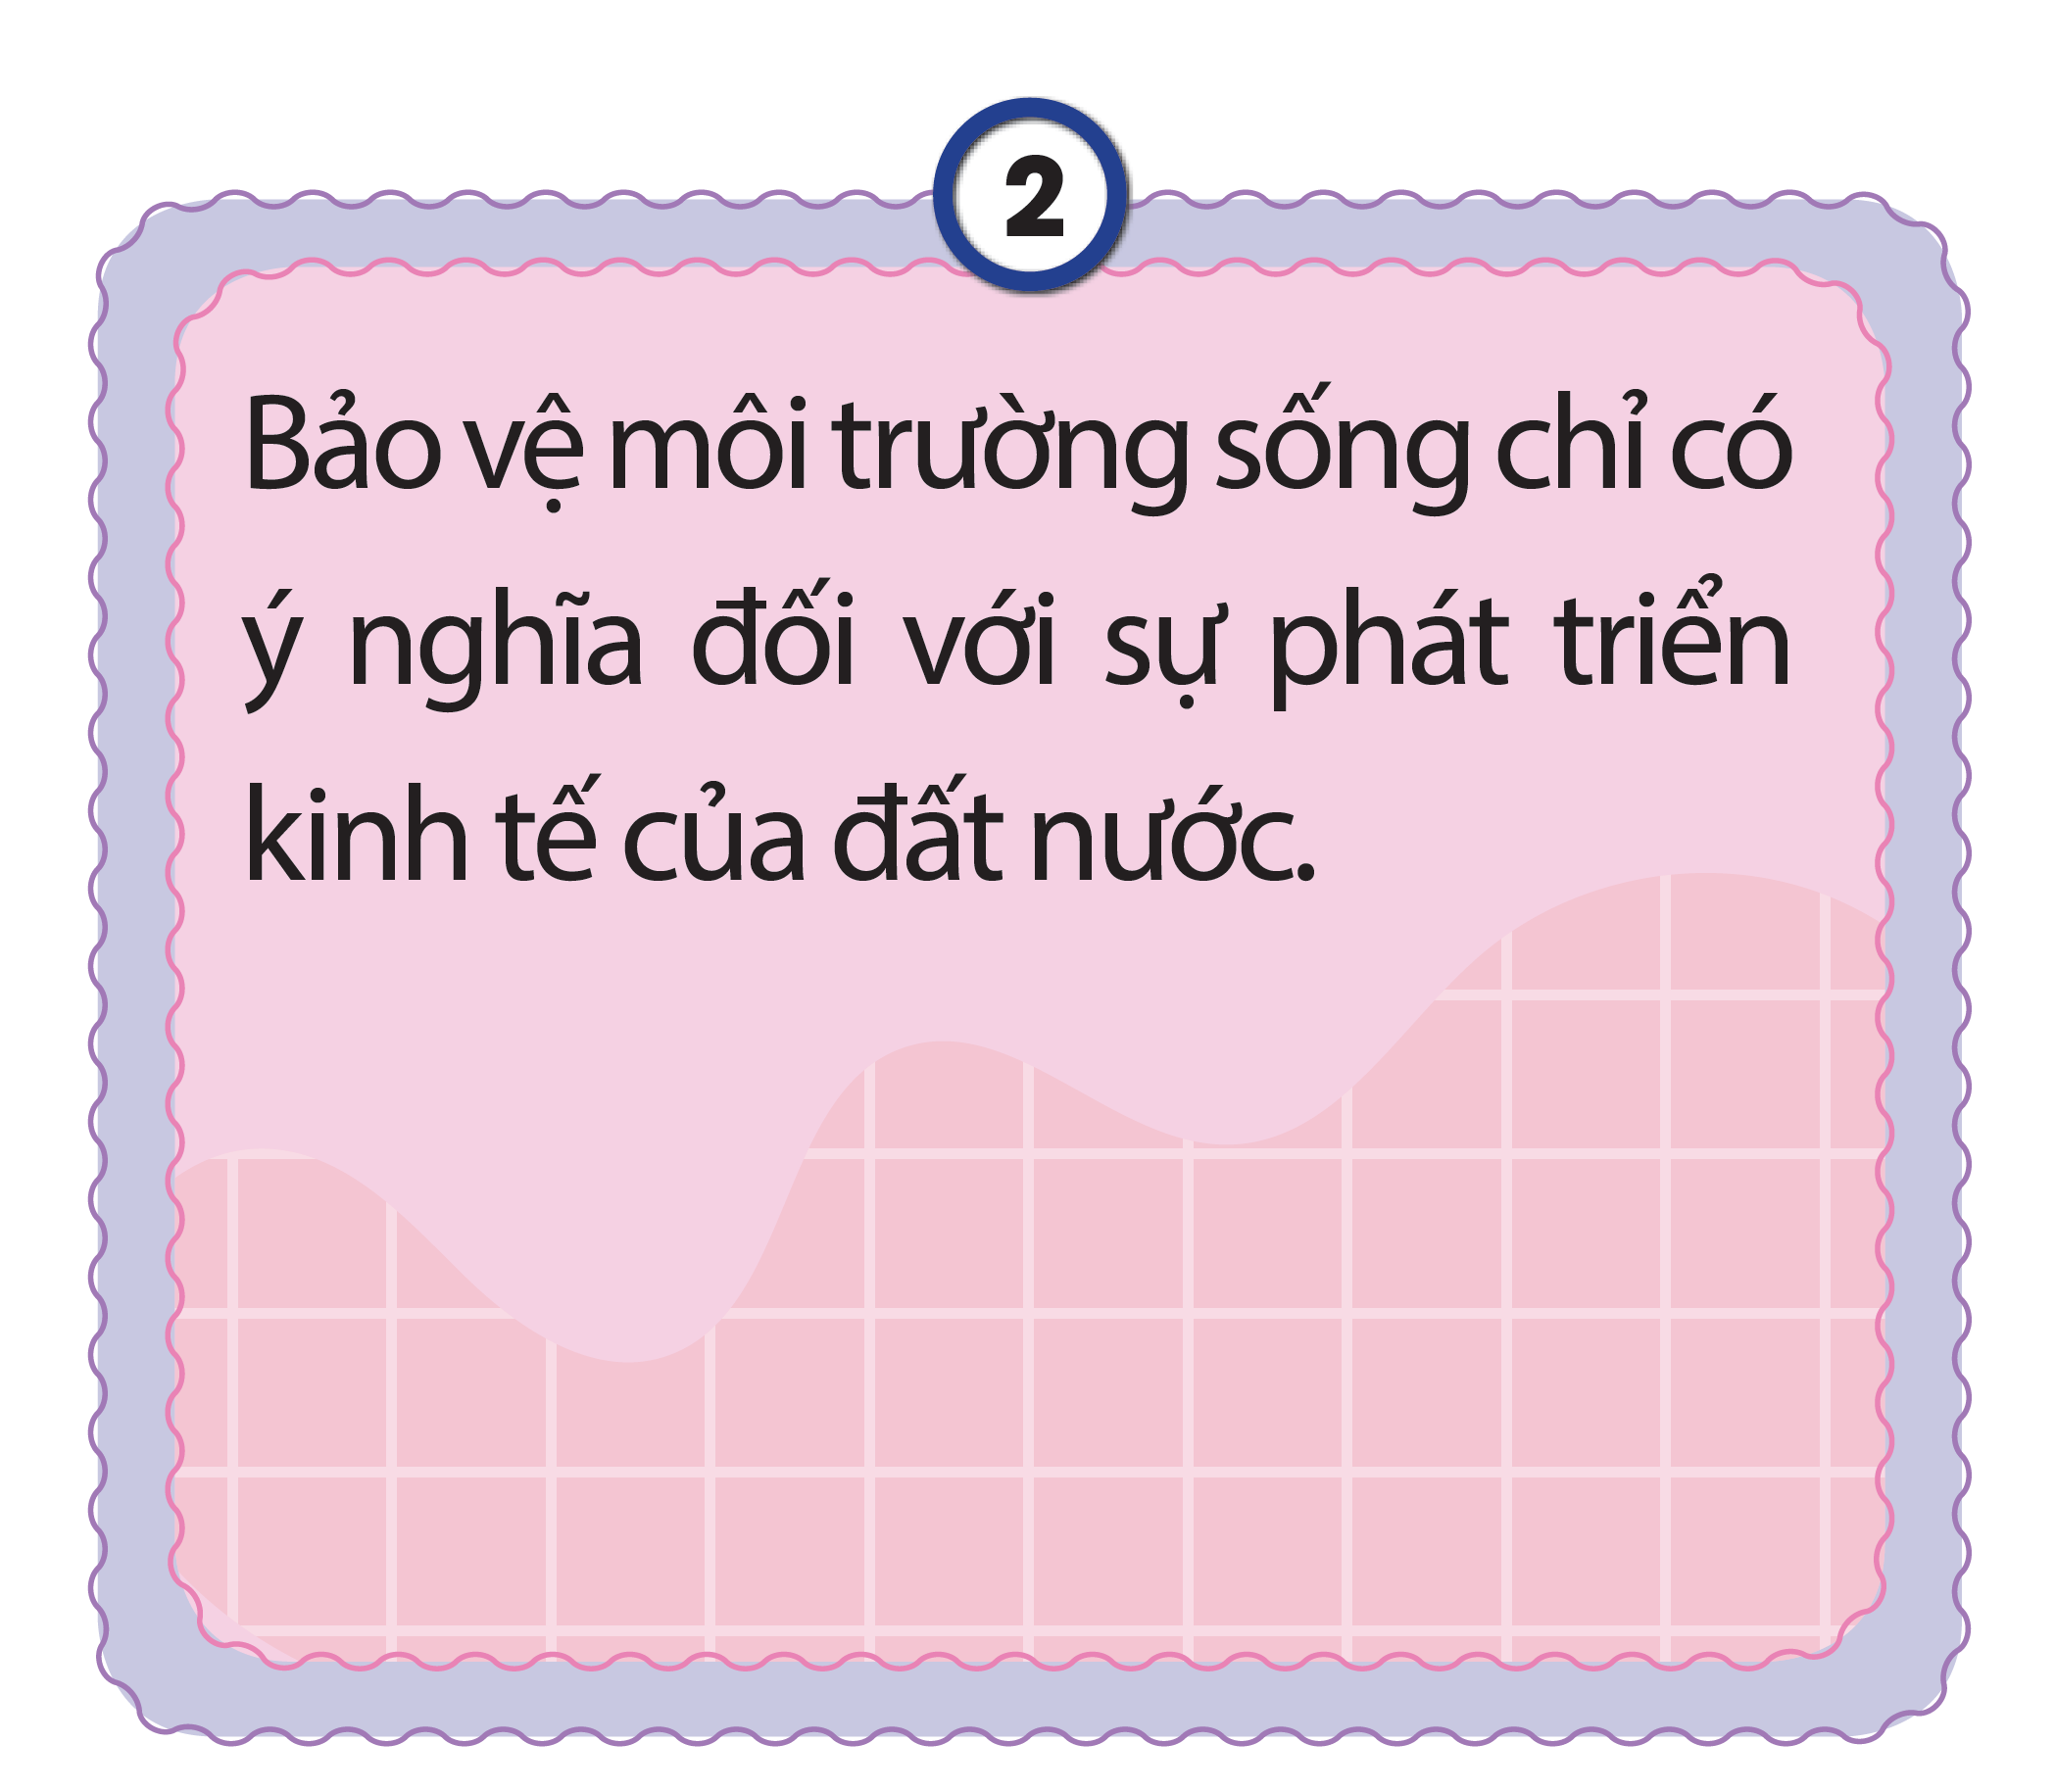 2
Bảo vệ môi trường sống chỉ có
ý nghĩa đối với sự phát triển
kinh tế của đất nước.